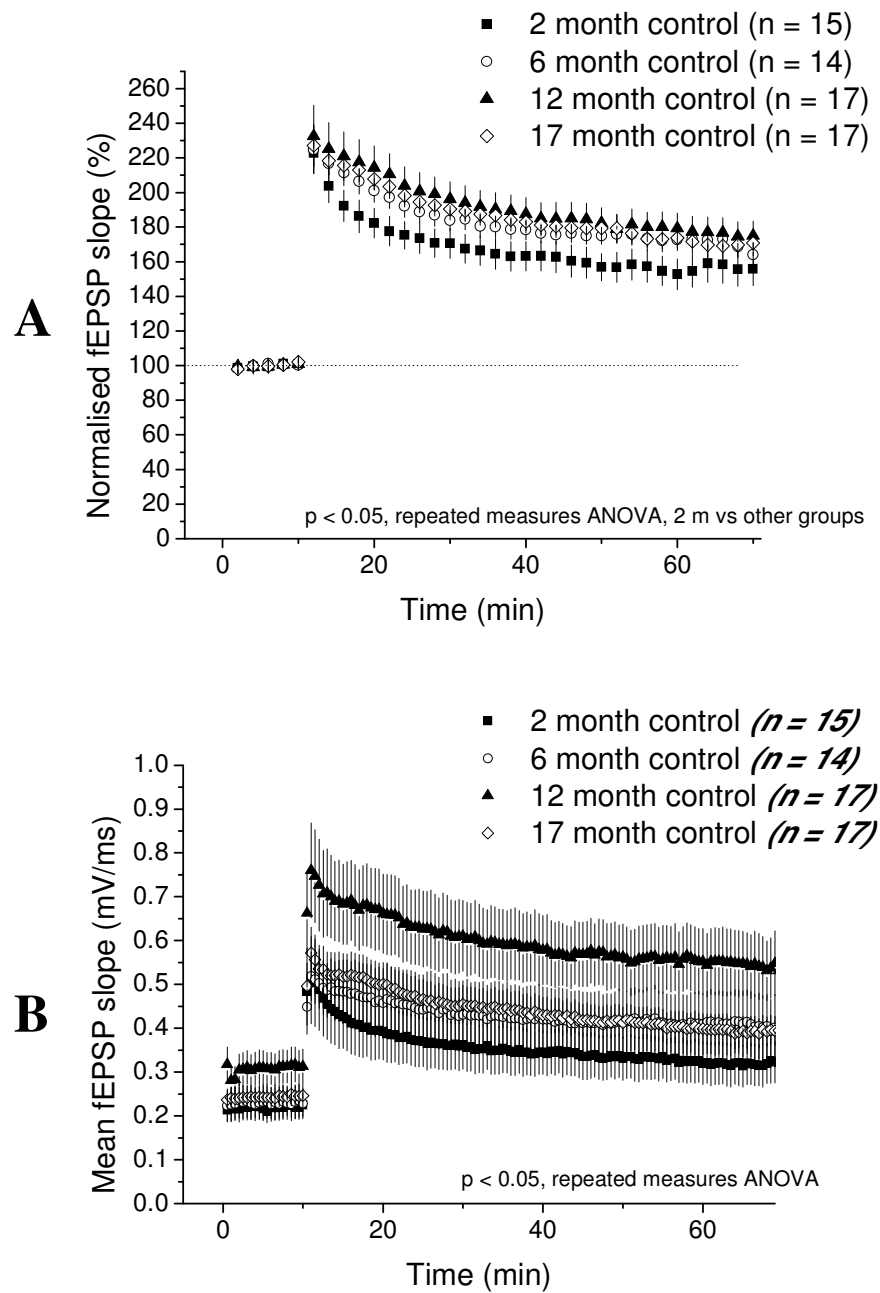 2 month control (n = 15)
6 month control (n = 14)
12 month control (n = 17)
17 month control (n = 17)
260
240
220
200
180
160
140
120
100
80
60
40
20
0
Normalised fEPSP slope (%)
A
p < 0.05, repeated measures ANOVA, 2 m vs other groups
0 20 40 60
Time (min)
2 month control (n = 15)
6 month control (n = 14)
12 month control (n = 17)
17 month control (n = 17)
1.0
0.9
0.8
0.7
0.6
0.5
0.4
0.3
0.2
0.1
0.0
Mean fEPSP slope (mV/ms)
B
p < 0.05, repeated measures ANOVA
0 20 40 60
Time (min)